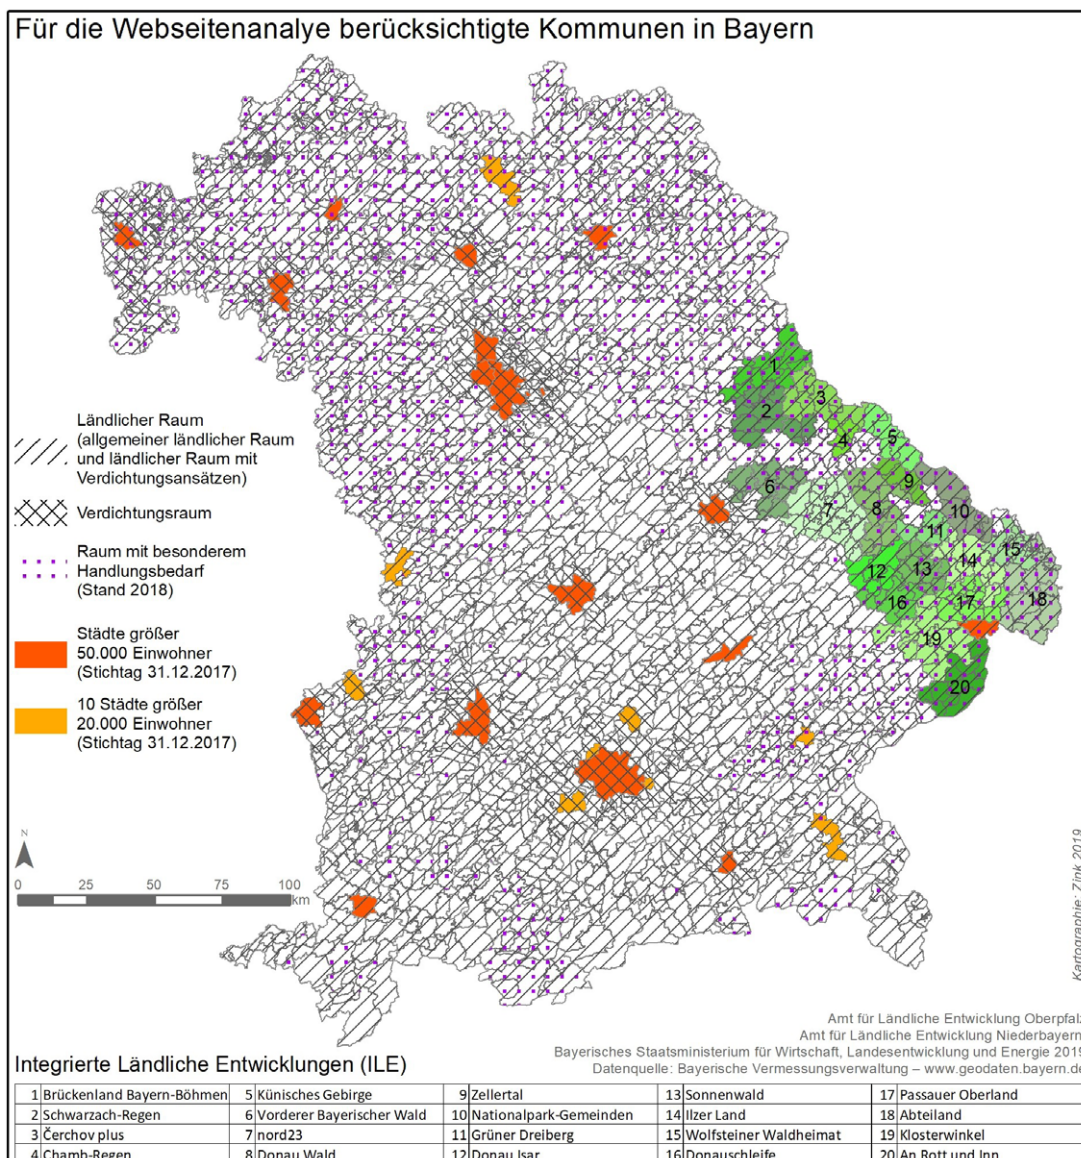 Für die Webseitenanalye berücksichtigte Kommunen in Bayern
Ländlicher Raum
(allgemeiner ländlicher Raum
und ländlicher Raum mit
Verdichtungsansätzen)
Verdichtungsraum
Raum mit besonderem
Handlungsbedarf
(Stand 2018)
Städte größer
50.000 Einwohner
(Stichtag 31.12.2017)
10 Städte größer
20.000 Einwohner
(Stichtag 31.12.2017)
N
0 25 50 75 100
km
1
2
3
4
5
6
7
8
9
10
11
12
13
14
15
16
17
18
19
20
Kartographie: Zink 2019
Amt für Ländliche Entwicklung Oberpfalz
Amt für Ländliche Entwicklung Niederbayern
Bayerisches Staatsministerium für Wirtschaft, Landesentwicklung und Energie 2019
Datenquelle: Bayerische Vermessungsverwaltung – www.geodaten.bayern.de
Integrierte Ländliche Entwicklungen (ILE)
1 Brückenland Bayern-Böhmen 5 Künisches Gebirge 9 Zellertal 13 Sonnenwald 17 Passauer Oberland
2 Schwarzach-Regen 6 Vorderer Bayerischer Wald 10 Nationalpark-Gemeinden 14 Ilzer Land 18 Abteiland
3 Čerchov plus 7 nord23 11 Grüner Dreiberg 15 Wolfsteiner Waldheimat 19 Klosterwinkel
4 Chamb-Regen 8 Donau Wald 12 Donau Isar 16 Donauschleife 20 An Rott und Inn